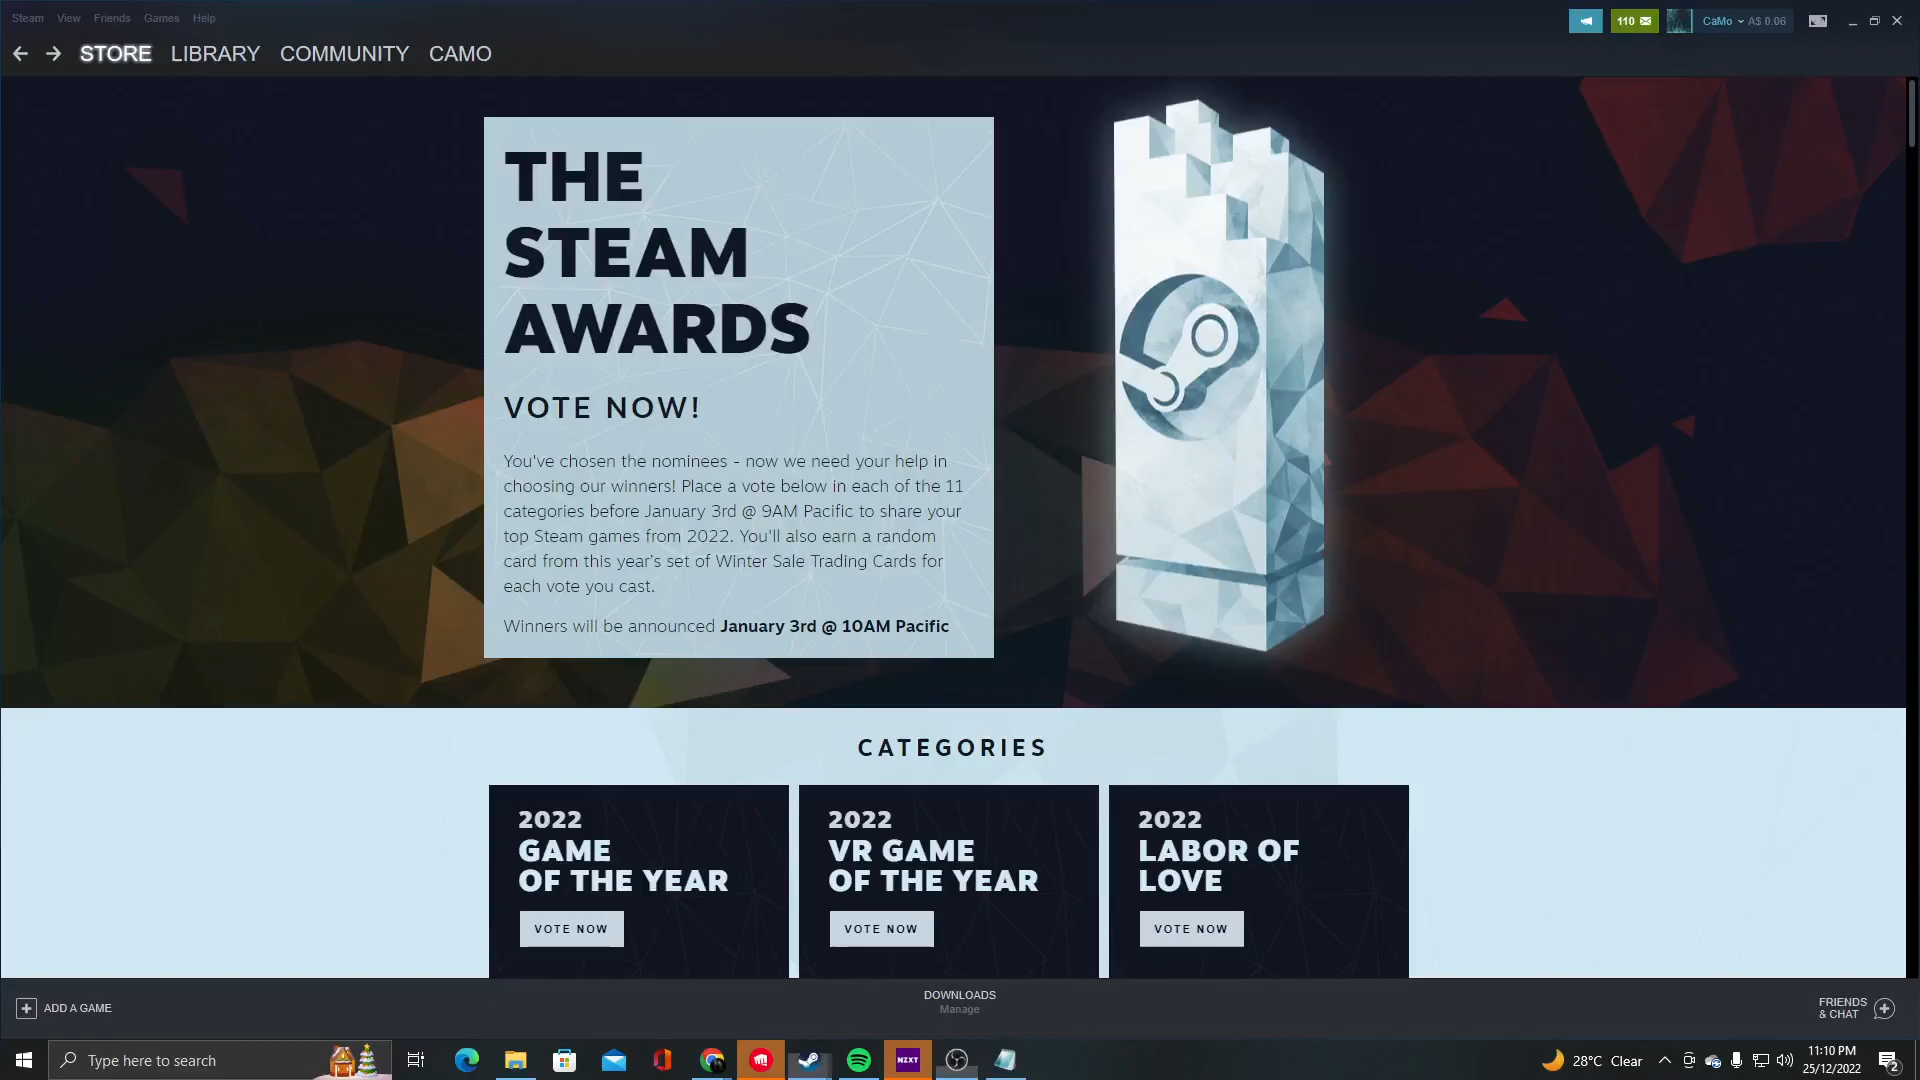 Steam View Friends Games Help
110
CaMo A$ 0.06
STORE LIBRARY COMMUNITY CAMO
THE
STEAM
AWARDS
VOTE NOW!
You've chosen the nominees - now we need your help in
choosing our winners! Place a vote below in each of the 11
categories before January 3rd @ 9AM Pacific to share your
top Steam games from 2022. You'll also earn a random
card from this year's set of Winter Sale Trading Cards for
each vote you cast.
Winners will be announced January 3rd @ 10AM Pacific
CATEGORIES
2022
GAME
OF THE YEAR
VOTE NOW
2022
VR GAME
OF THE YEAR
VOTE NOW
2022
LABOR OF
LOVE
VOTE NOW
ADD A GAME
DOWNLOADS
Manage
FRIENDS
& CHAT
Type here to search
NZXT
28°C Clear
11:10 PM
25/12/2022
2